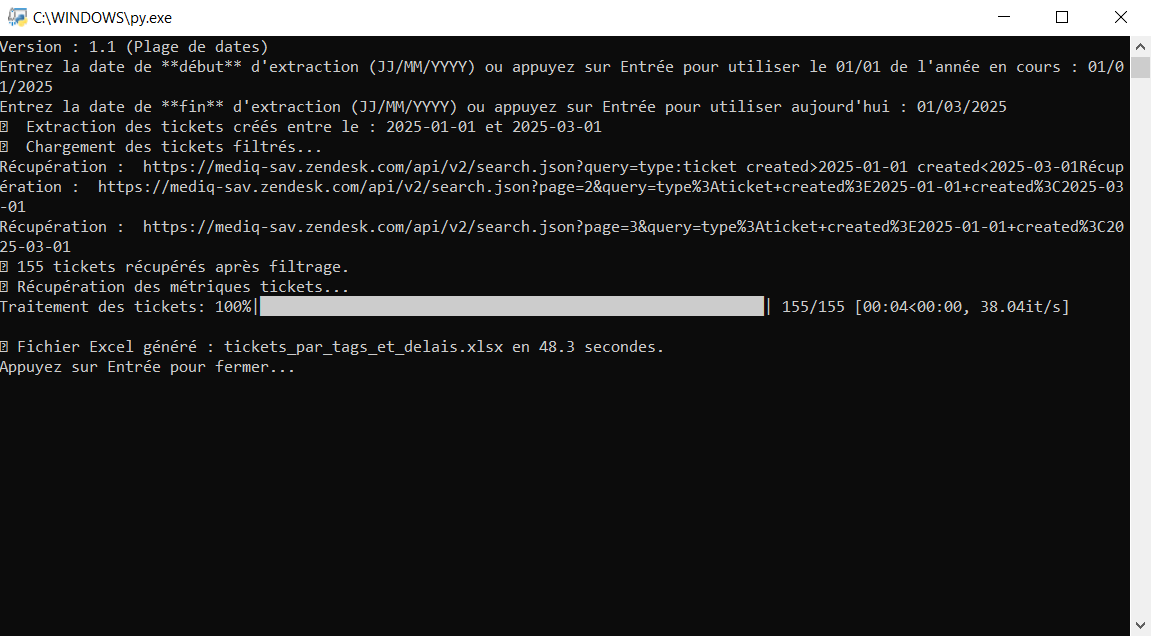 C:\WINDOWS\py.exe
Version : 1.1 (Plage de dates)
Entrez la date de **début** d'extraction (JJ/MM/YYYY) ou appuyez sur Entrée pour utiliser le 01/01 de l'année en cours : 01/0
1/2025
Entrez la date de **fin** d'extraction (JJ/MM/YYYY) ou appuyez sur Entrée pour utiliser aujourd'hui : 01/03/2025
Extraction des tickets créés entre le : 2025-01-01 et 2025-03-01
Chargement des tickets filtrés...
Récupération :  https://mediq-sav.zendesk.com/api/v2/search.json?query=type:ticket created>2025-01-01 created<2025-03-01Récup
ération :  https://mediq-sav.zendesk.com/api/v2/search.json?page=2&query=type%3Aticket+created%3E2025-01-01+created%3C2025-03
-01
Récupération :  https://mediq-sav.zendesk.com/api/v2/search.json?page=3&query=type%3Aticket+created%3E2025-01-01+created%3C20
25-03-01
155 tickets récupérés après filtrage.
Récupération des métriques tickets...
Traitement des tickets: 100%|██████████| 155/155 [00:04<00:00, 38.04it/s]
Fichier Excel généré : tickets_par_tags_et_delais.xlsx en 48.3 secondes.
Appuyez sur Entrée pour fermer...